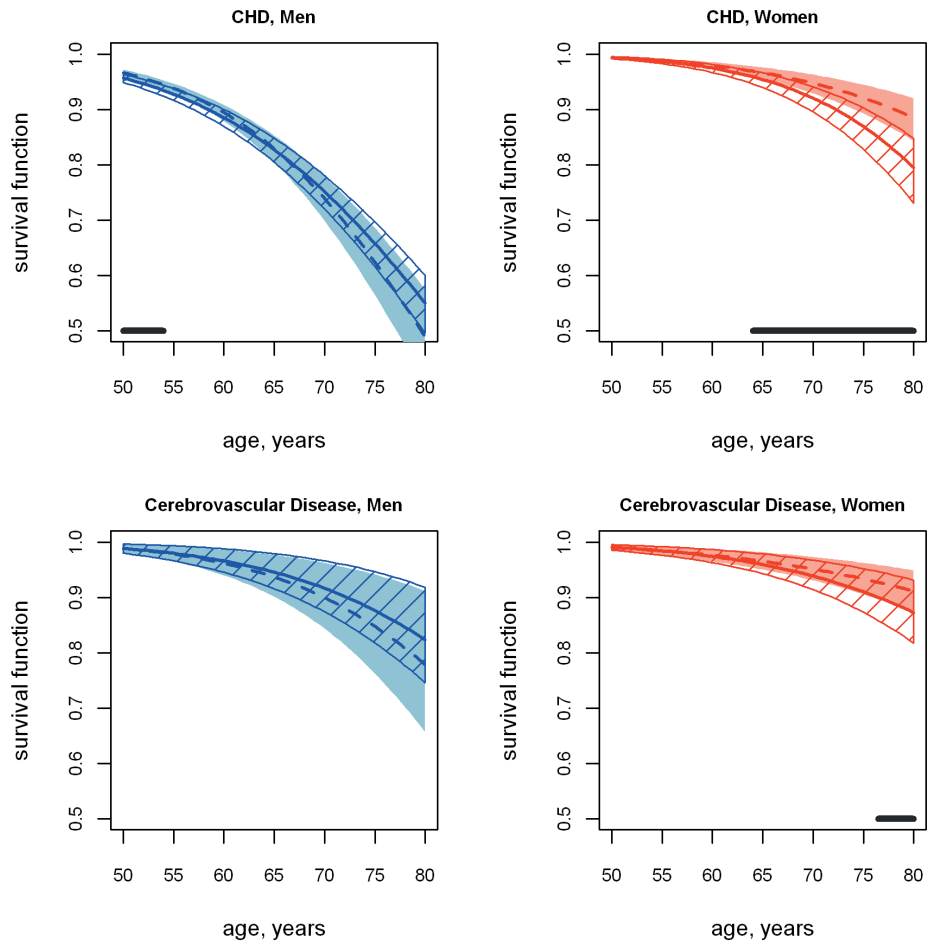 CHD, Men
survival function
1.0
0.9
0.8
0.7
0.6
0.5
50 55 60 65 70 75 80
age, years
CHD, Women
survival function
1.0
0.9
0.8
0.7
0.6
0.5
50 55 60 65 70 75 80
age, years
Cerebrovascular Disease, Men
survival function
1.0
0.9
0.8
0.7
0.6
0.5
50 55 60 65 70 75 80
age, years
Cerebrovascular Disease, Women
survival function
1.0
0.9
0.8
0.7
0.6
0.5
50 55 60 65 70 75 80
age, years